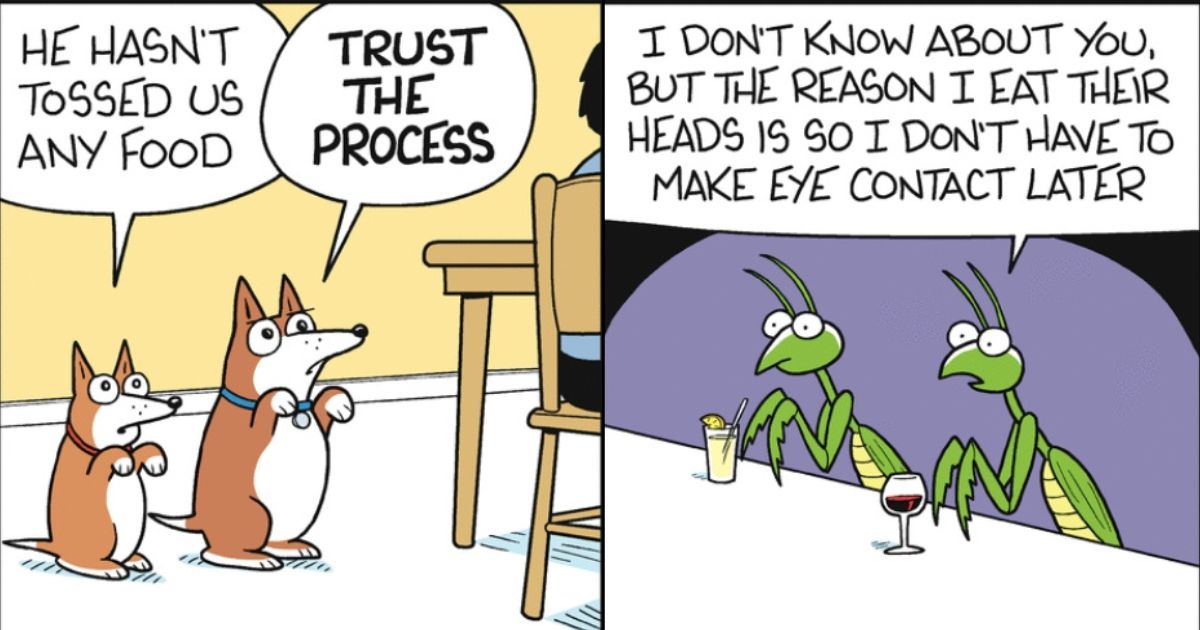 HE HASN'T
TOSSED US
ANY FOOD
TRUST
THE
PROCESS
I DON'T KNOW ABOUT YOU,
BUT THE REASON I EAT THEIR
HEADS IS SO I DON'T HAVE TO
MAKE EYE CONTACT LATER